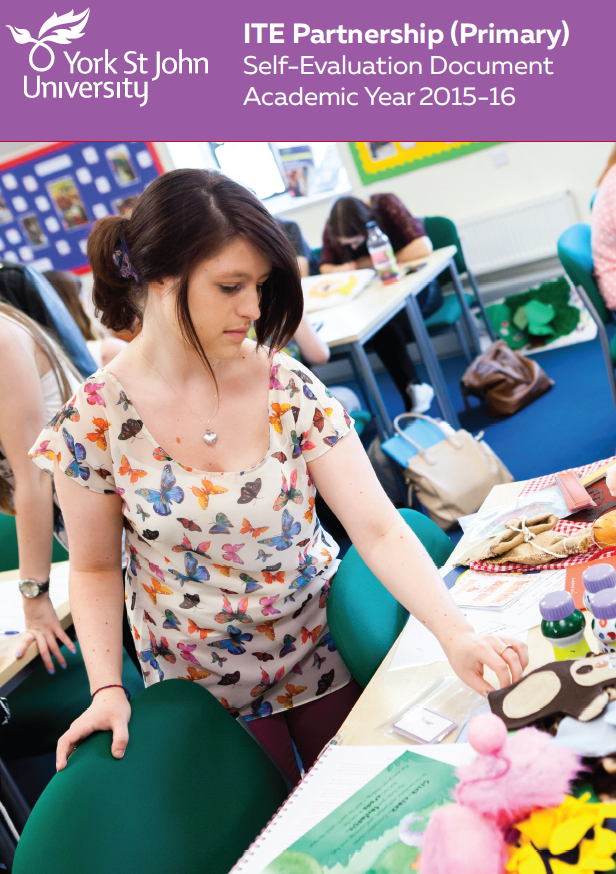 York St John
University
ITE Partnership (Primary)
Self-Evaluation Document
Academic Year 2015-16